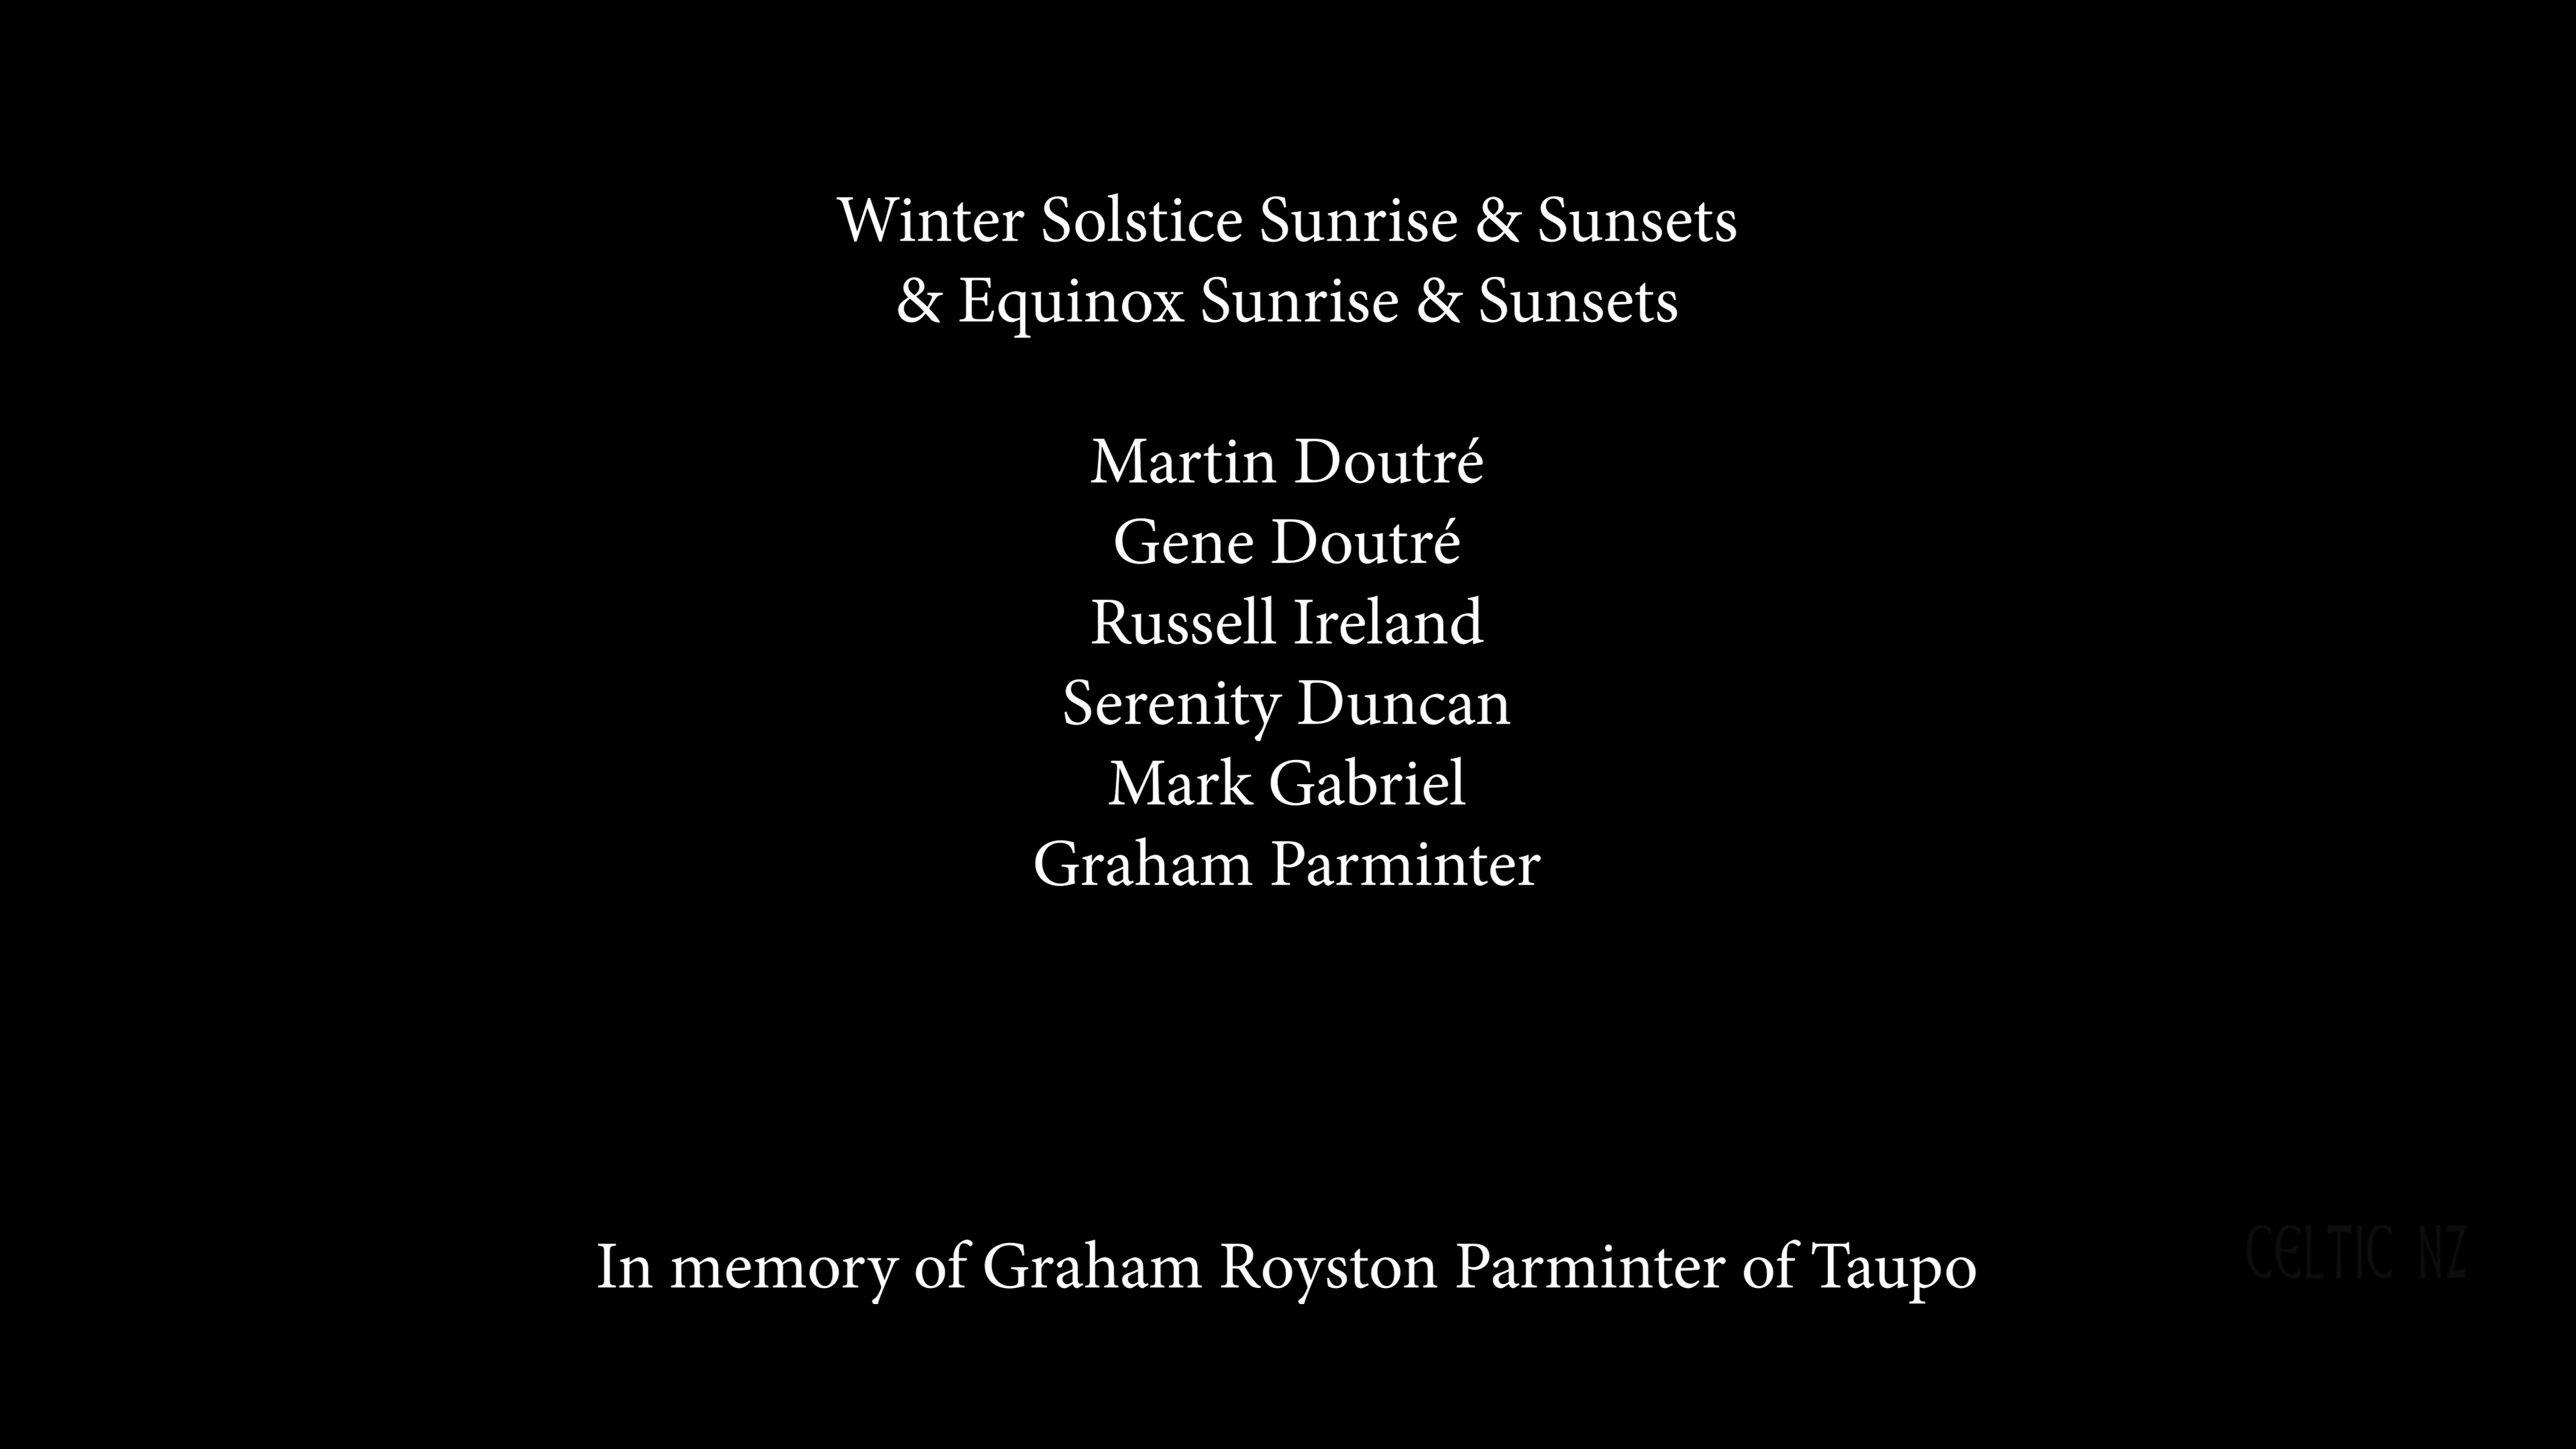 Winter Solstice Sunrise & Sunsets
& Equinox Sunrise & Sunsets
Martin Doutré
Gene Doutré
Russell Ireland
Serenity Duncan
Mark Gabriel
Graham Parminter
In memory of Graham Royston Parminter of Taupo
CELTIC NZ